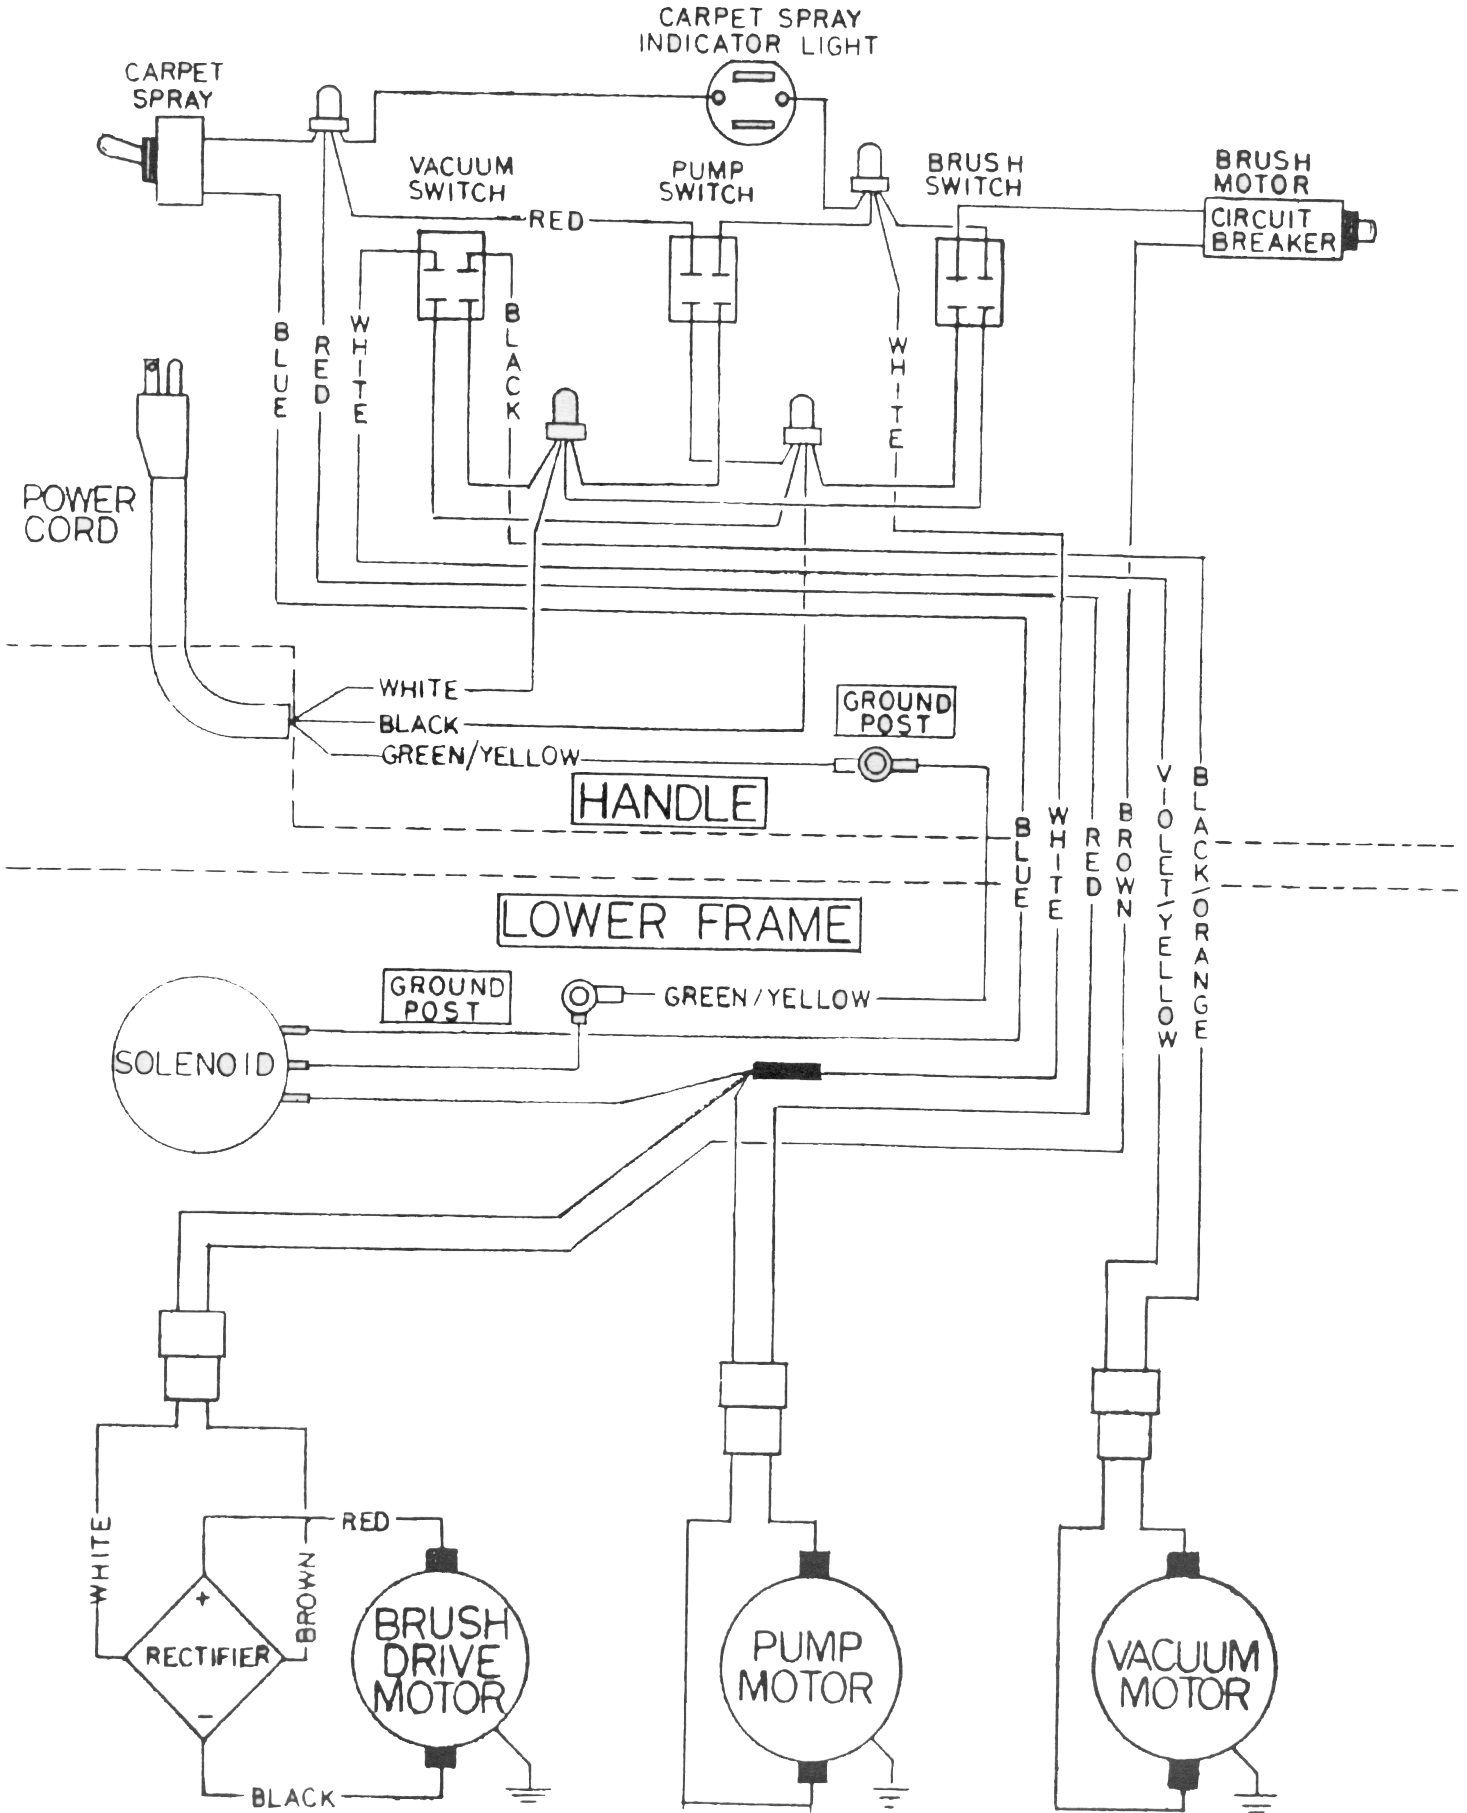 CARPET SPRAY
INDICATOR LIGHT
CARPET
SPRAY
VACUUM
SWITCH
PUMP
SWITCH
BRUSH
SWITCH
BRUSH
MOTOR
CIRCUIT
BREAKER
RED
BLUE
RED
WHITE
BLACK
WHITE
POWER
CORD
WHITE
BLACK
GREEN/YELLOW
GROUND
POST
HANDLE
BLUE
WHITE
RED
BROWN
VIOLET/YELLOW
BLACK/ORANGE
LOWER FRAME
GROUND
POST
GREEN/YELLOW
SOLENOID
WHITE
BROWN
RED
+
RECTIFIER
-
BLACK
BRUSH
DRIVE
MOTOR
PUMP
MOTOR
VACUUM
MOTOR